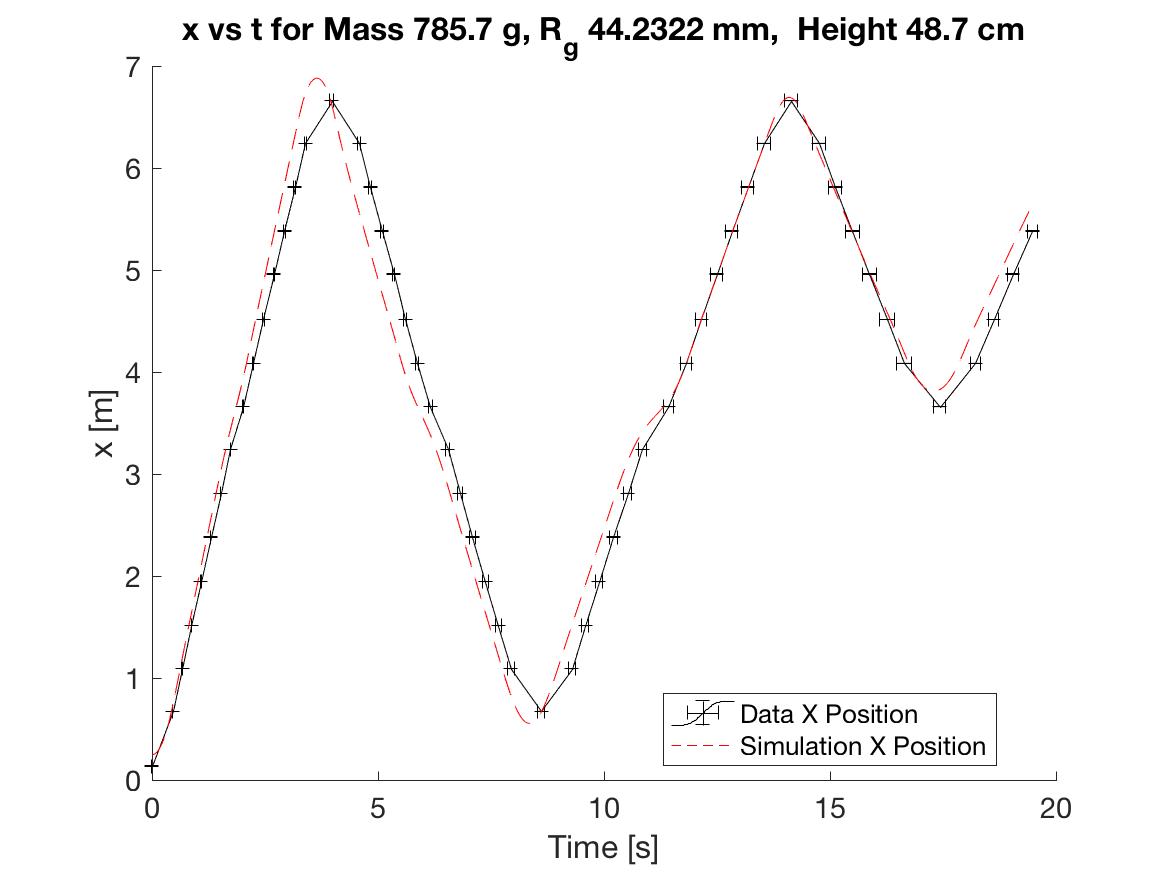 x vs t for Mass 785.7 g, Rg 44.2322 mm, Height 48.7 cm
7
6
5
4
3
2
1
0
x [m]
0 5 10 15 20
Time [s]
Data X Position
Simulation X Position